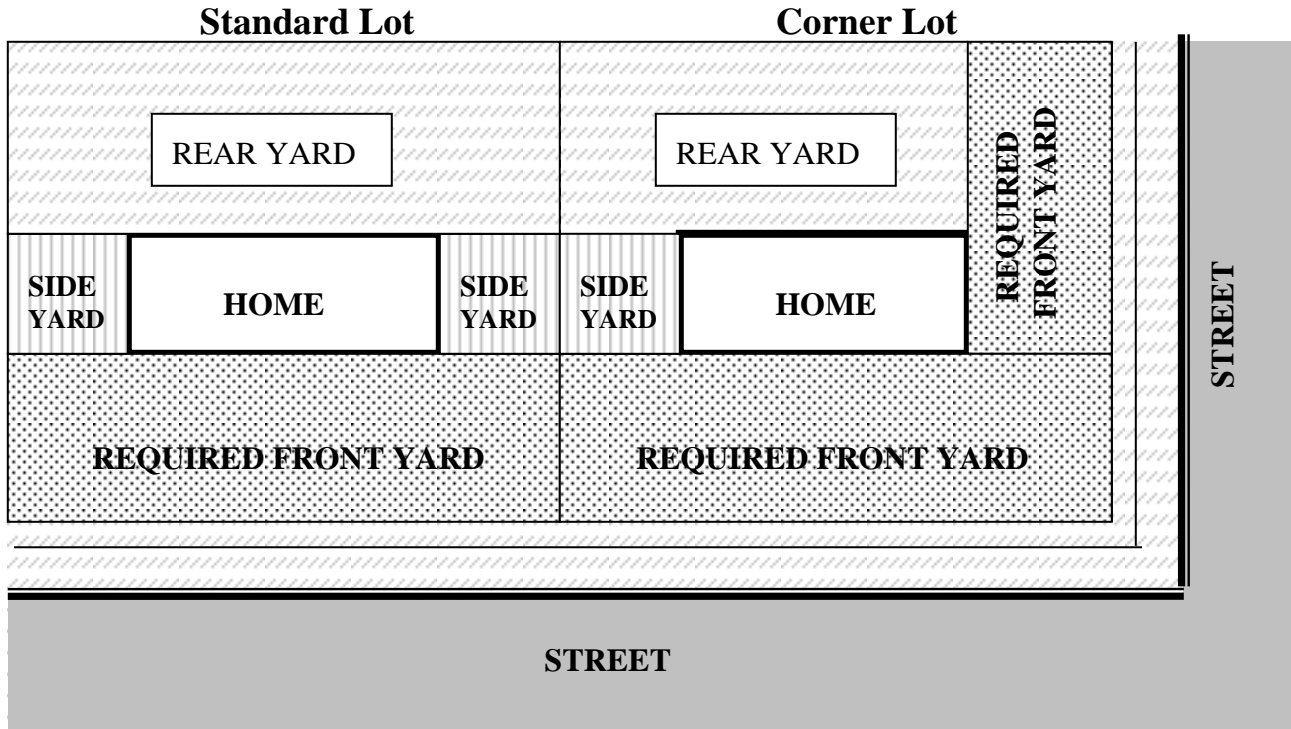 Standard Lot
Corner Lot
REAR YARD
REAR YARD
REQUIRED
FRONT YARD
SIDE
YARD
HOME
SIDE
YARD
SIDE
YARD
HOME
STREET
REQUIRED FRONT YARD
REQUIRED FRONT YARD
STREET